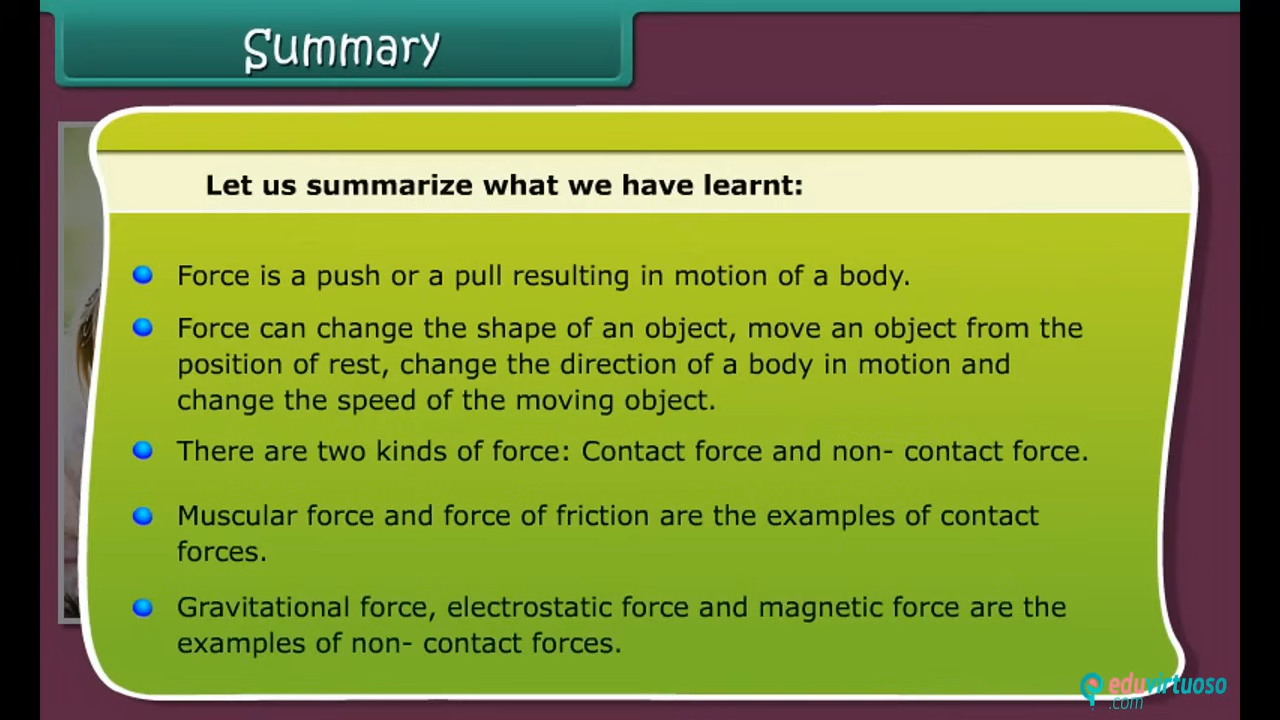 Summary
Let us summarize what we have learnt:
Force is a push or a pull resulting in motion of a body.
Force can change the shape of an object, move an object from the
position of rest, change the direction of a body in motion and
change the speed of the moving object.
There are two kinds of force: Contact force and non- contact force.
Muscular force and force of friction are the examples of contact
forces.
Gravitational force, electrostatic force and magnetic force are the
examples of non- contact forces.
eduvirtuoso
.com